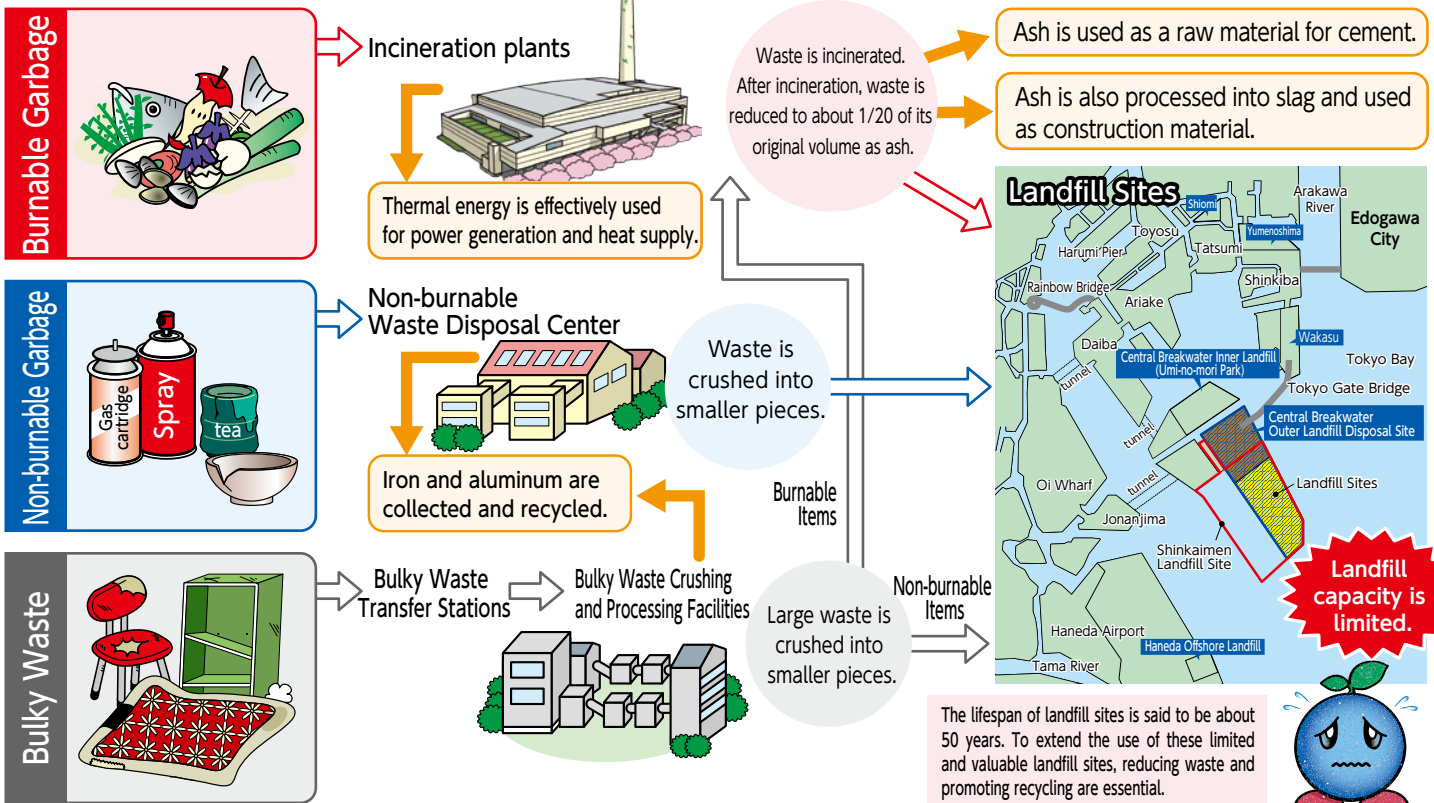 Burnable Garbage
Incineration plants
Thermal energy is effectively used
for power generation and heat supply.
Waste is incinerated.
After incineration, waste is
reduced to about 1/20 of its
original volume as ash.
Ash is used as a raw material for cement.
Ash is also processed into slag and used
as construction material.
Non-burnable Garbage
Gas
cartridge
Spray
tea
Non-burnable
Waste Disposal Center
Iron and aluminum are
collected and recycled.
Waste is
crushed into
smaller pieces.
Bulky Waste
Bulky Waste
Transfer Stations
Bulky Waste Crushing
and Processing Facilities
Large waste is
crushed into
smaller pieces.
Burnable
Items
Non-burnable
Items
Landfill Sites
Shiomi
Arakawa
River
Edogawa
City
Toyosu
Yumenoshima
Harumi Pier
Tatsumi
Shinkiba
Rainbow Bridge
Ariake
Wakasu
Daiba
Tokyo Bay
Central Breakwater Inner Landfill
(Umi-no-mori Park)
tunnel
Tokyo Gate Bridge
Central Breakwater
Outer Landfill Disposal Site
tunnel
Oi Wharf
tunnel
Landfill Sites
Jonanjima
Shinkaimen
Landfill Site
Landfill
capacity is
limited.
Haneda Airport
Haneda Offshore Landfill
Tama River
The lifespan of landfill sites is said to be about
50 years. To extend the use of these limited
and valuable landfill sites, reducing waste and
promoting recycling are essential.